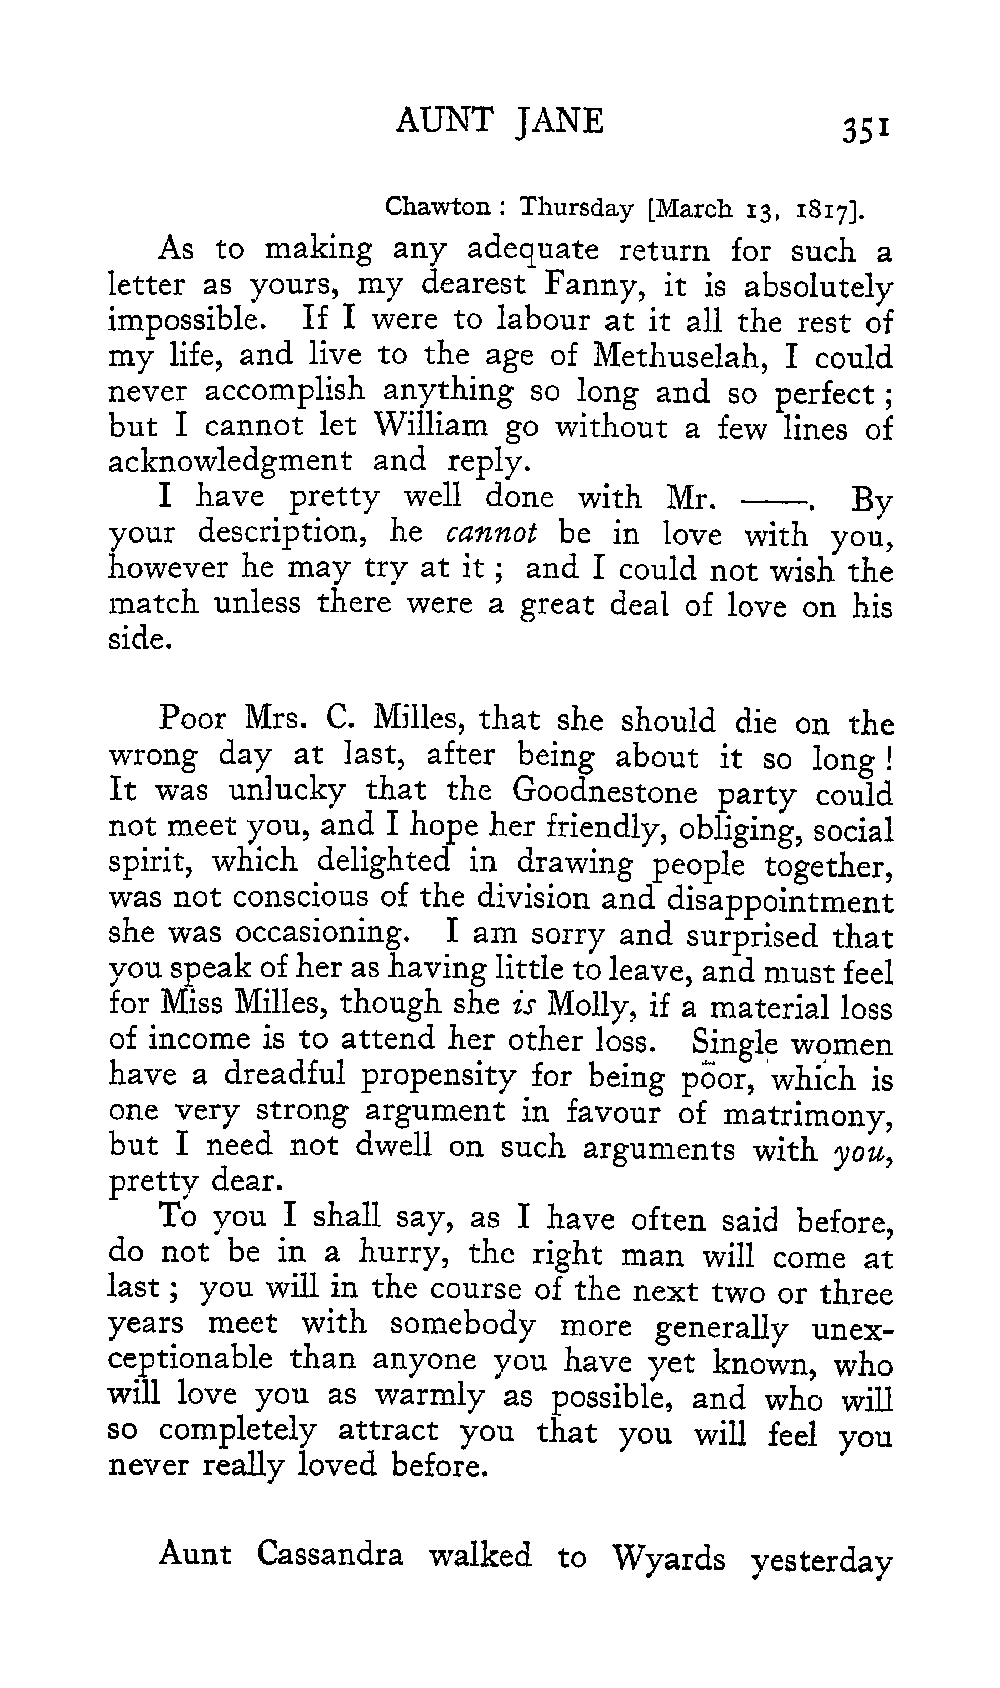 AUNT JANE 351
Chawton : Thursday [March 13, 1817].
As to making any adequate return for such a
letter as yours, my dearest Fanny, it is absolutely
impossible. If I were to labour at it all the rest of
my life, and live to the age of Methuselah, I could
never accomplish anything so long and so perfect ;
but I cannot let William go without a few lines of
acknowledgment and reply.
I have pretty well done with Mr. ——. By
your description, he cannot be in love with you,
however he may try at it ; and I could not wish the
match unless there were a great deal of love on his
side.
Poor Mrs. C. Milles, that she should die on the
wrong day at last, after being about it so long !
It was unlucky that the Goodnestone party could
not meet you, and I hope her friendly, obliging, social
spirit, which delighted in drawing people together,
was not conscious of the division and disappointment
she was occasioning. I am sorry and surprised that
you speak of her as having little to leave, and must feel
for Miss Milles, though she is Molly, if a material loss
of income is to attend her other loss. Single women
have a dreadful propensity for being poor, which is
one very strong argument in favour of matrimony,
but I need not dwell on such arguments with you,
pretty dear.
To you I shall say, as I have often said before,
do not be in a hurry, the right man will come at
last ; you will in the course of the next two or three
years meet with somebody more generally unex-
ceptionable than anyone you have yet known, who
will love you as warmly as possible, and who will
so completely attract you that you will feel you
never really loved before.
Aunt Cassandra walked to Wyards yesterday